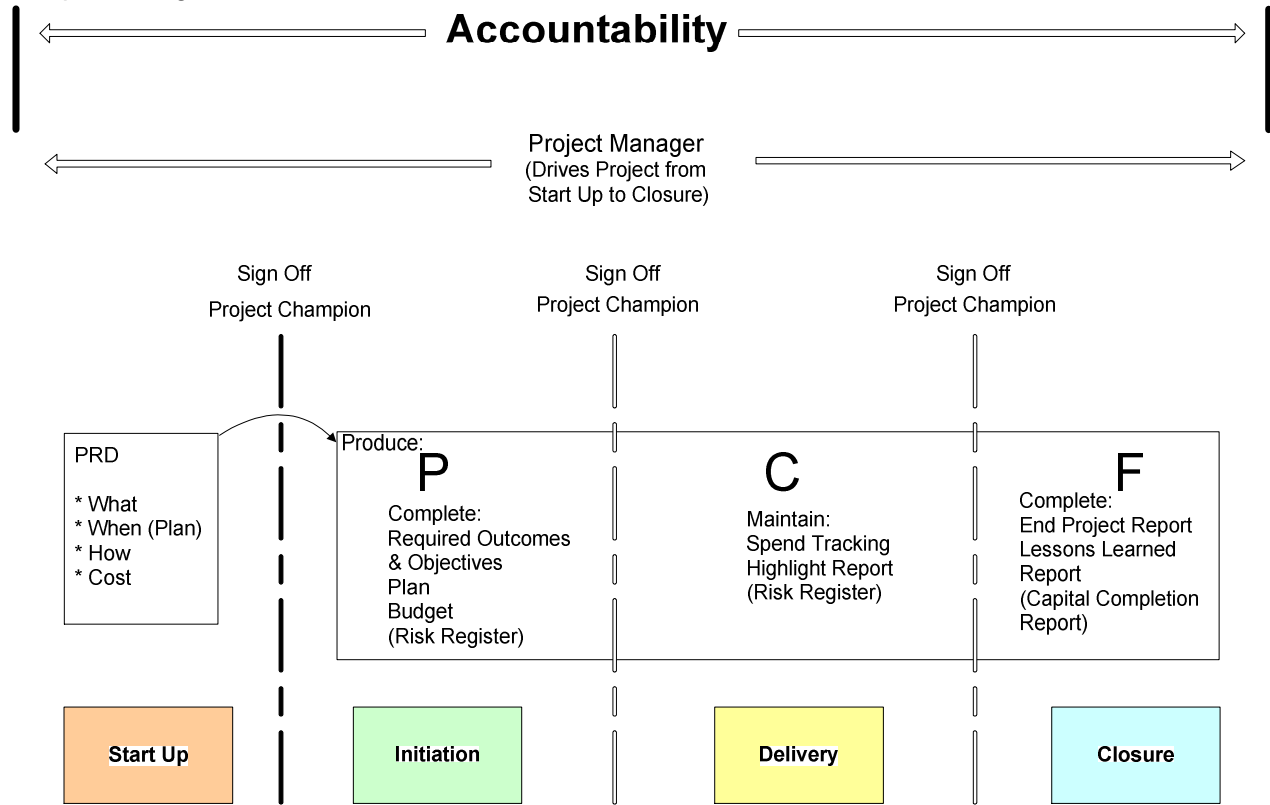 Accountability
Project Manager
(Drives Project from
Start Up to Closure)
Sign Off
Project Champion
Sign Off
Project Champion
Sign Off
Project Champion
PRD
* What
* When (Plan)
* How
* Cost
Produce:
P
Complete:
Required Outcomes
& Objectives
Plan
Budget
(Risk Register)
C
Maintain:
Spend Tracking
Highlight Report
(Risk Register)
F
Complete:
End Project Report
Lessons Learned
Report
(Capital Completion
Report)
Start Up
Initiation
Delivery
Closure